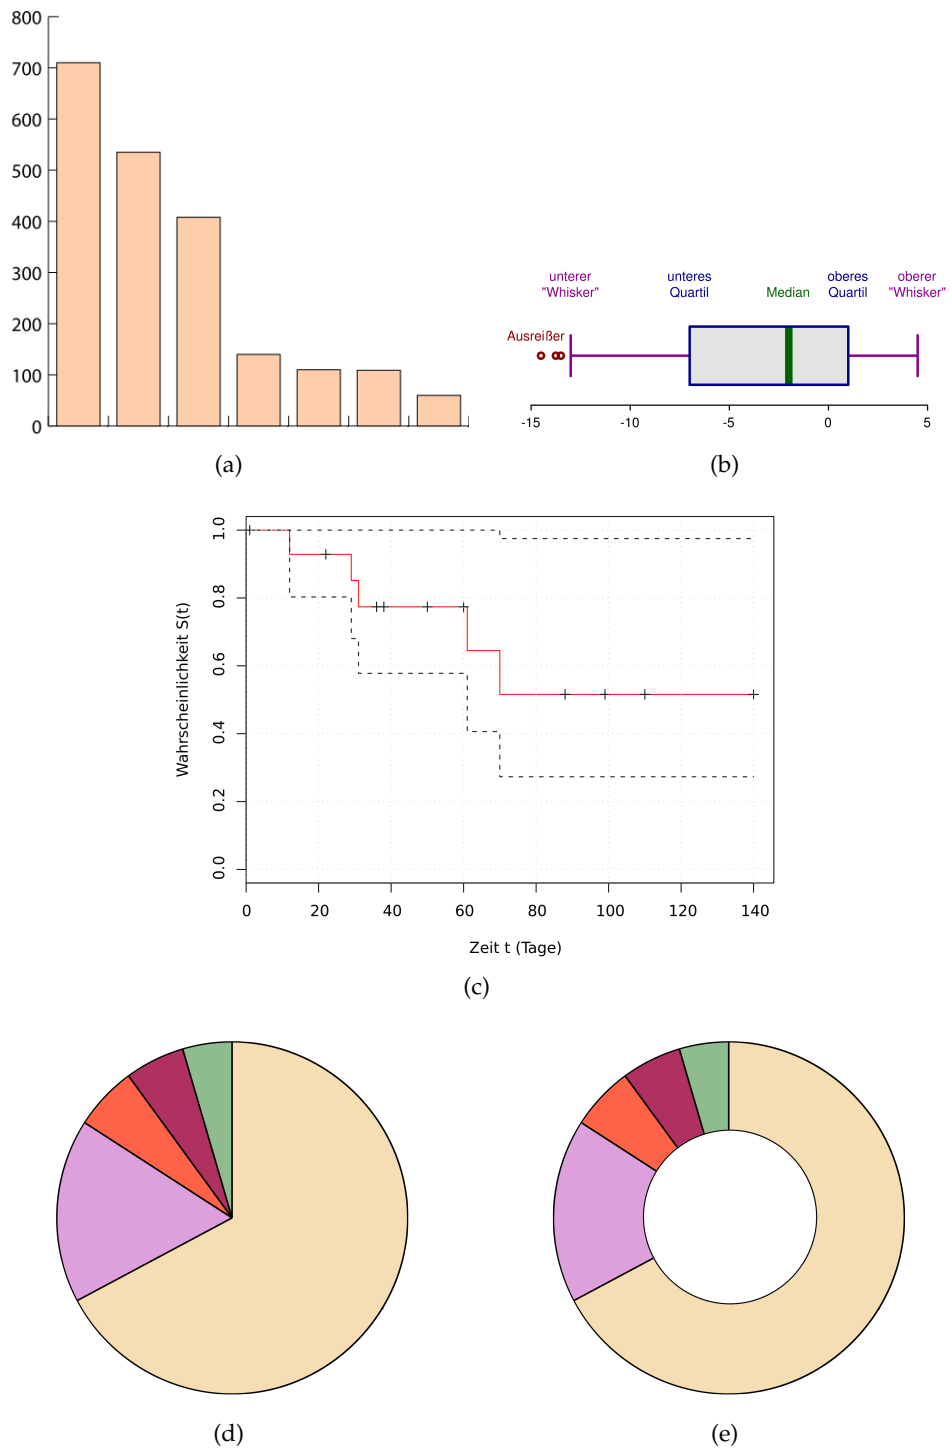 800
700
600
500
400
300
200
100
0
(a)
unterer "Whisker"
unteres Quartil
Median
oberes Quartil
oberer "Whisker"
Ausreißer
-15 -10 -5 0 5
(b)
Wahrscheinlichkeit S(t)
1.0
0.8
0.6
0.4
0.2
0.0
0 20 40 60 80 100 120 140
Zeit t (Tage)
(c)
(d)
(e)